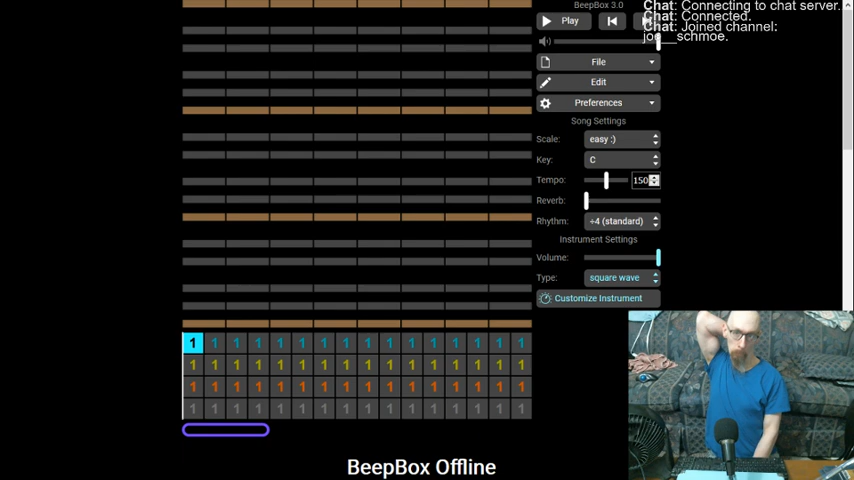 BeepBox 3.0
Chat: Connecting to chat server.
Chat: Connected.
Chat: Joined channel:
schmoe.
Play
File
Edit
Preferences
Song Settings
Scale: easy :)
Key: C
Tempo: 150
Reverb:
Rhythm: ÷4 (standard)
Instrument Settings
Volume:
Type: square wave
Customize Instrument
1 1 1 1 1 1 1 1 1 1 1 1 1 1 1 1
1 1 1 1 1 1 1 1 1 1 1 1 1 1 1 1
1 1 1 1 1 1 1 1 1 1 1 1 1 1 1 1
1 1 1 1 1 1 1 1 1 1 1 1 1 1 1 1
BeepBox Offline